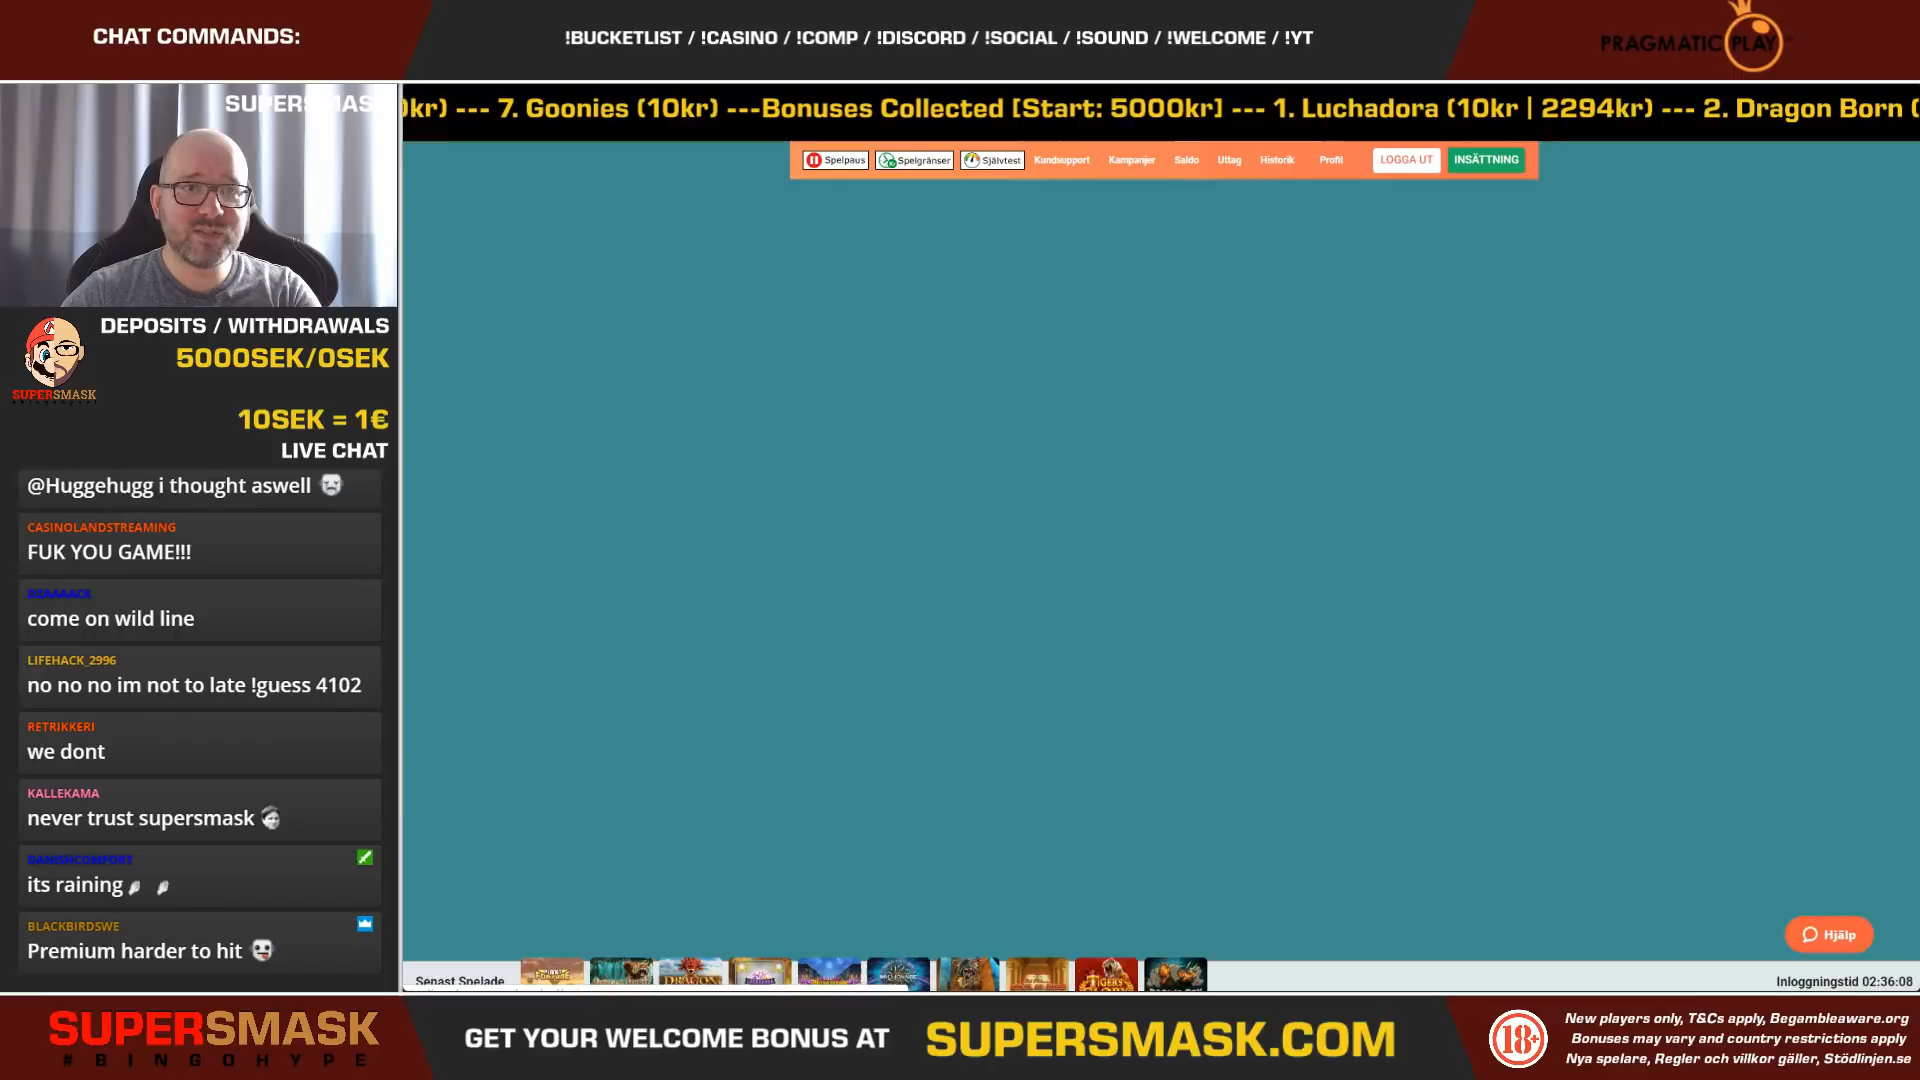 CHAT COMMANDS:
!BUCKETLIST / !CASINO / !COMP / !DISCORD / !SOCIAL / !SOUND / !WELCOME / !YT
PRAGMATIC PLAY
SUPERSMASK
kr) --- 7. Goonies (10kr) ---Bonuses Collected [Start: 5000kr] --- 1. Luchadora (10kr | 2294kr) --- 2. Dragon Born (
Spelpaus
Spelgränser
Självtest
Kundsupport
Kampanjer
Saldo
Uttag
Historik
Profil
LOGGA UT
INSÄTTNING
DEPOSITS / WITHDRAWALS
5000SEK/0SEK
SUPERSMASK
10SEK = 1€
LIVE CHAT
@Huggehugg i thought aswell
CASINOLANDSTREAMING
FUK YOU GAME!!!
come on wild line
LIFEHACK_2996
no no no im not to late !guess 4102
RETRIKKERI
we dont
KALLEKAMA
never trust supersmask
DANISHCOMFORT
its raining
BLACKBIRDSWE
Premium harder to hit
Hjälp
Senast Spelade
DRAGON
Inloggningstid 02:36:08
SUPERSMASK
#BINGOHYPE
GET YOUR WELCOME BONUS AT
SUPERSMASK.COM
18+
New players only, T&Cs apply, Begambleaware.org
Bonuses may vary and country restrictions apply
Nya spelare, Regler och villkor gäller, Stödlinjen.se